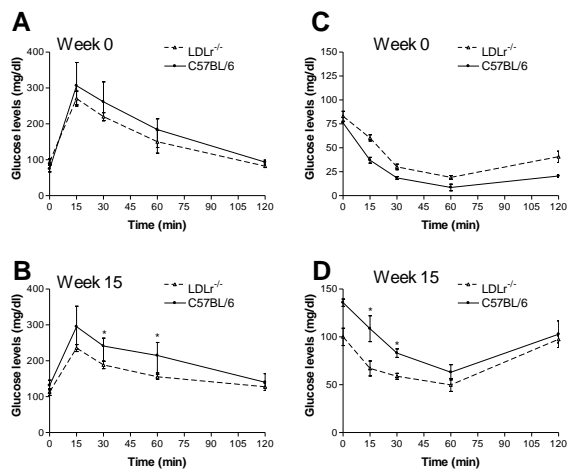 A
Week 0
LDLr-/-
C57BL/6
Glucose levels (mg/dl)
400
300
200
100
0
0 15 30 45 60 75 90 105 120
Time (min)
C
Week 0
LDLr-/-
C57BL/6
Glucose levels (mg/dl)
150
125
100
75
50
25
0
0 15 30 45 60 75 90 105 120
Time (min)
B
Week 15
LDLr-/-
C57BL/6
Glucose levels (mg/dl)
400
300
200
100
0
* *
0 15 30 45 60 75 90 105 120
Time (min)
D
Week 15
LDLr-/-
C57BL/6
Glucose levels (mg/dl)
150
100
50
0
* *
0 15 30 45 60 75 90 105 120
Time (min)